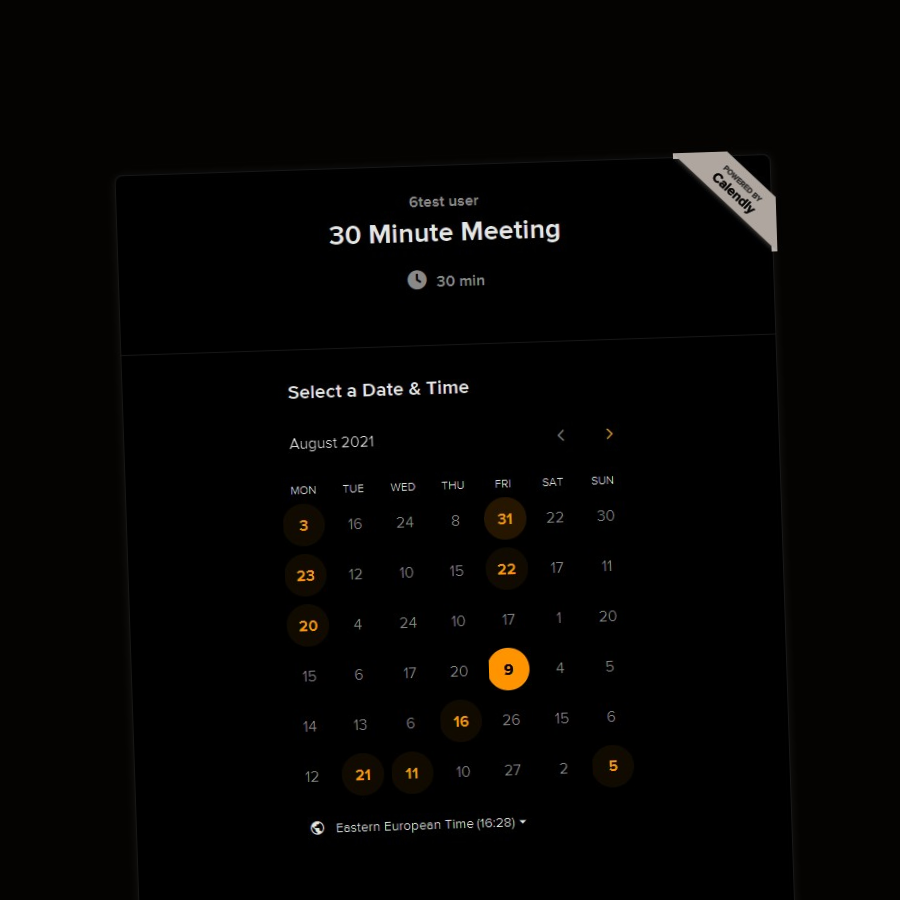 POWERED BY
Calendly
6test user
30 Minute Meeting
30 min
Select a Date & Time
August 2021
MON TUE WED THU FRI SAT SUN
3 16 24 8 31 22 30
23 12 10 15 22 17 11
20 4 24 10 17 1 20
15 6 17 20 9 4 5
14 13 6 16 26 15 6
12 21 11 10 27 2 5
Eastern European Time (16:28)